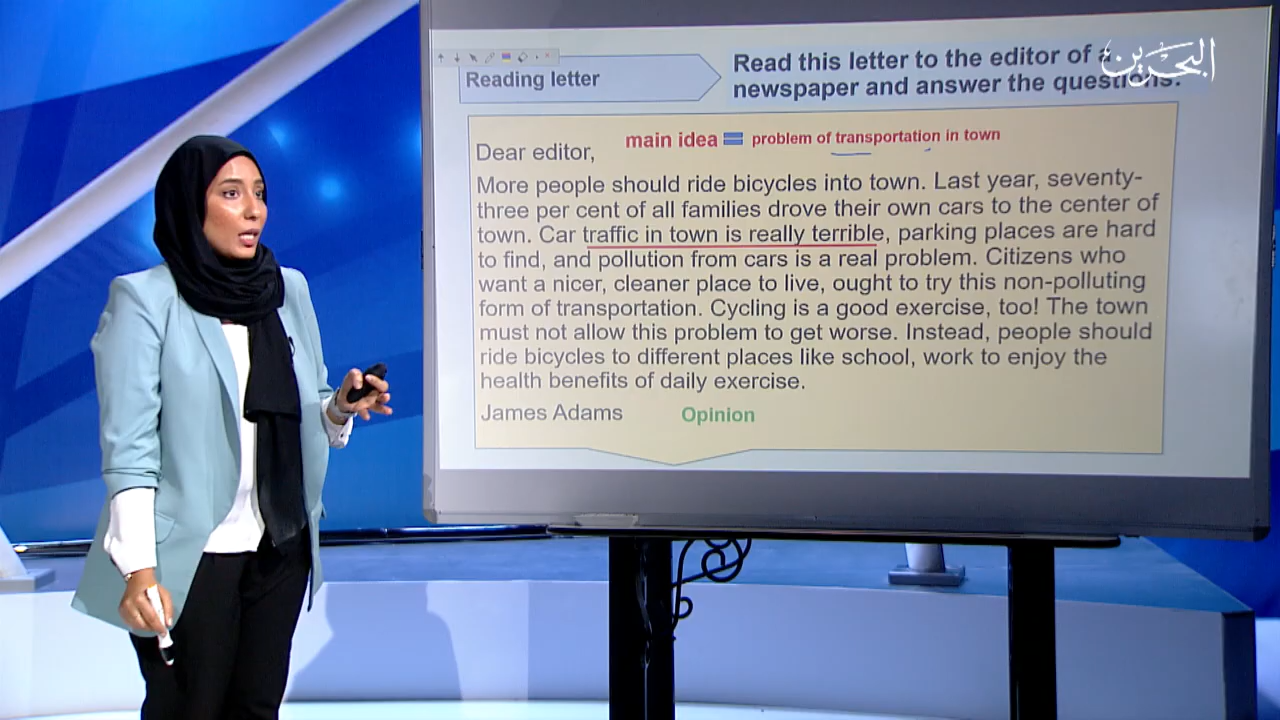 Reading letter
Read this letter to the editor of a
newspaper and answer the questions.
البحرين
main idea = problem of transportation in town
Dear editor,
More people should ride bicycles into town. Last year, seventy-
three per cent of all families drove their own cars to the center of
town. Car traffic in town is really terrible, parking places are hard
to find, and pollution from cars is a real problem. Citizens who
want a nicer, cleaner place to live, ought to try this non-polluting
form of transportation. Cycling is a good exercise, too! The town
must not allow this problem to get worse. Instead, people should
ride bicycles to different places like school, work to enjoy the
health benefits of daily exercise.
James Adams
Opinion